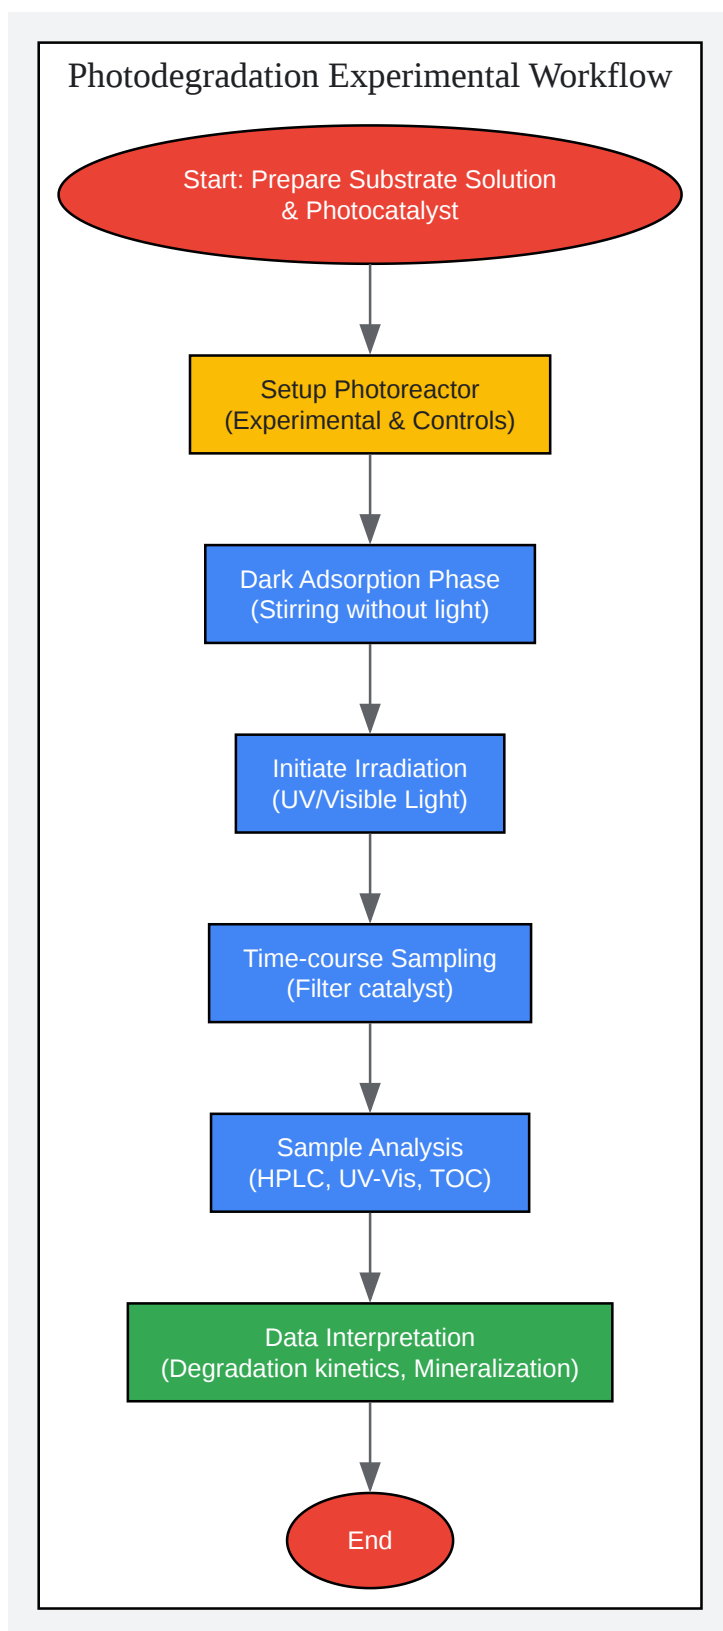 Photodegradation Experimental Workflow
Start: Prepare Substrate Solution
& Photocatalyst
Setup Photoreactor
(Experimental & Controls)
Dark Adsorption Phase
(Stirring without light)
Initiate Irradiation
(UV/Visible Light)
Time-course Sampling
(Filter catalyst)
Sample Analysis
(HPLC, UV-Vis, TOC)
Data Interpretation
(Degradation kinetics, Mineralization)
End